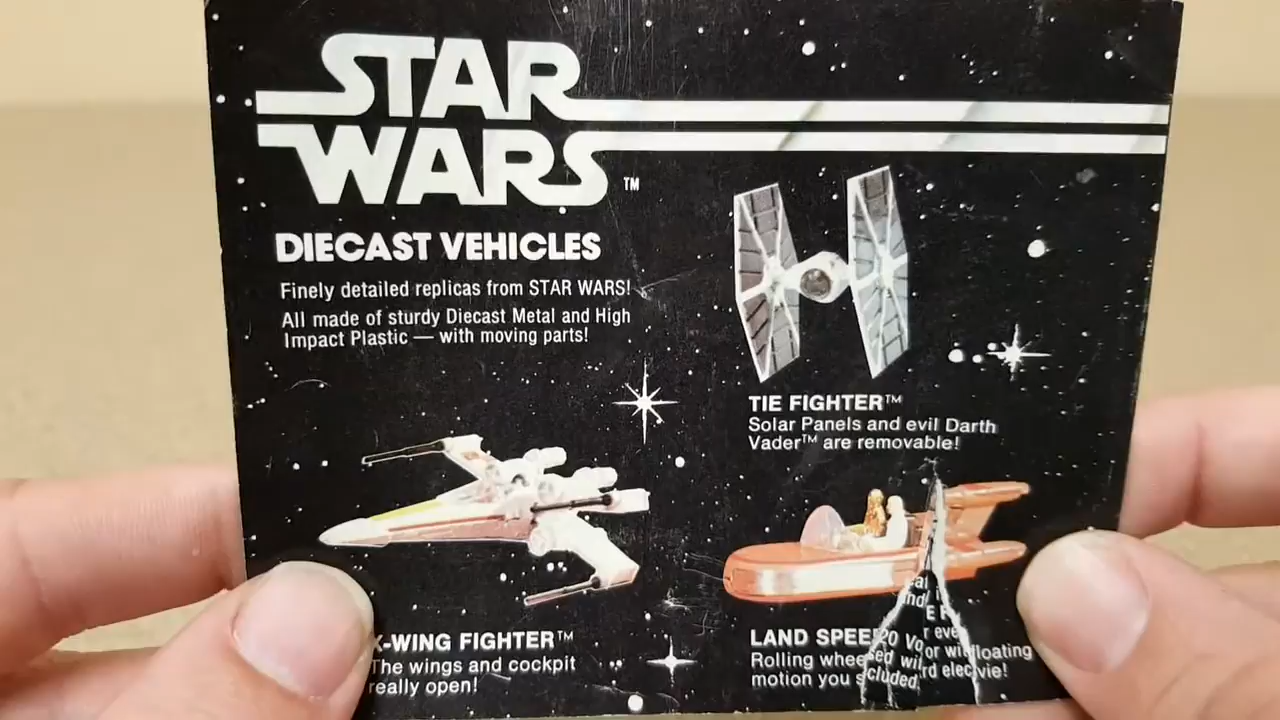 STAR
WARS
TM
DIECAST VEHICLES
Finely detailed replicas from STAR WARS!
All made of sturdy Diecast Metal and High
Impact Plastic — with moving parts!
TIE FIGHTER™
Solar Panels and evil Darth
Vader™ are removable!
X-WING FIGHTER™
The wings and cockpit
really open!
LAND SPEE
Rolling whee floating
motion you vie!